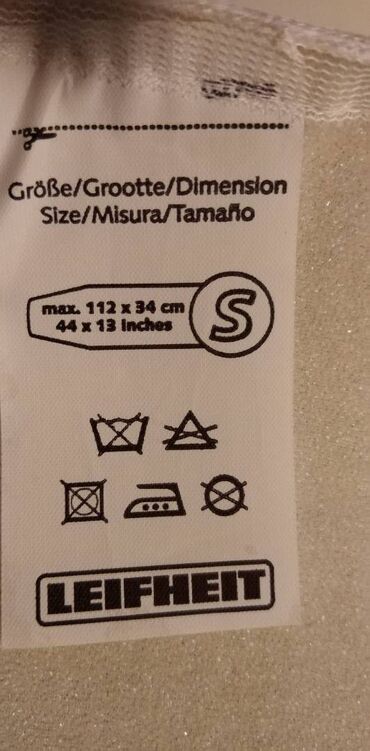 Größe/Grootte/Dimension
Size/Misura/Tamaño
max. 112 x 34 cm
44 x 13 inches
S
LEIFHEIT